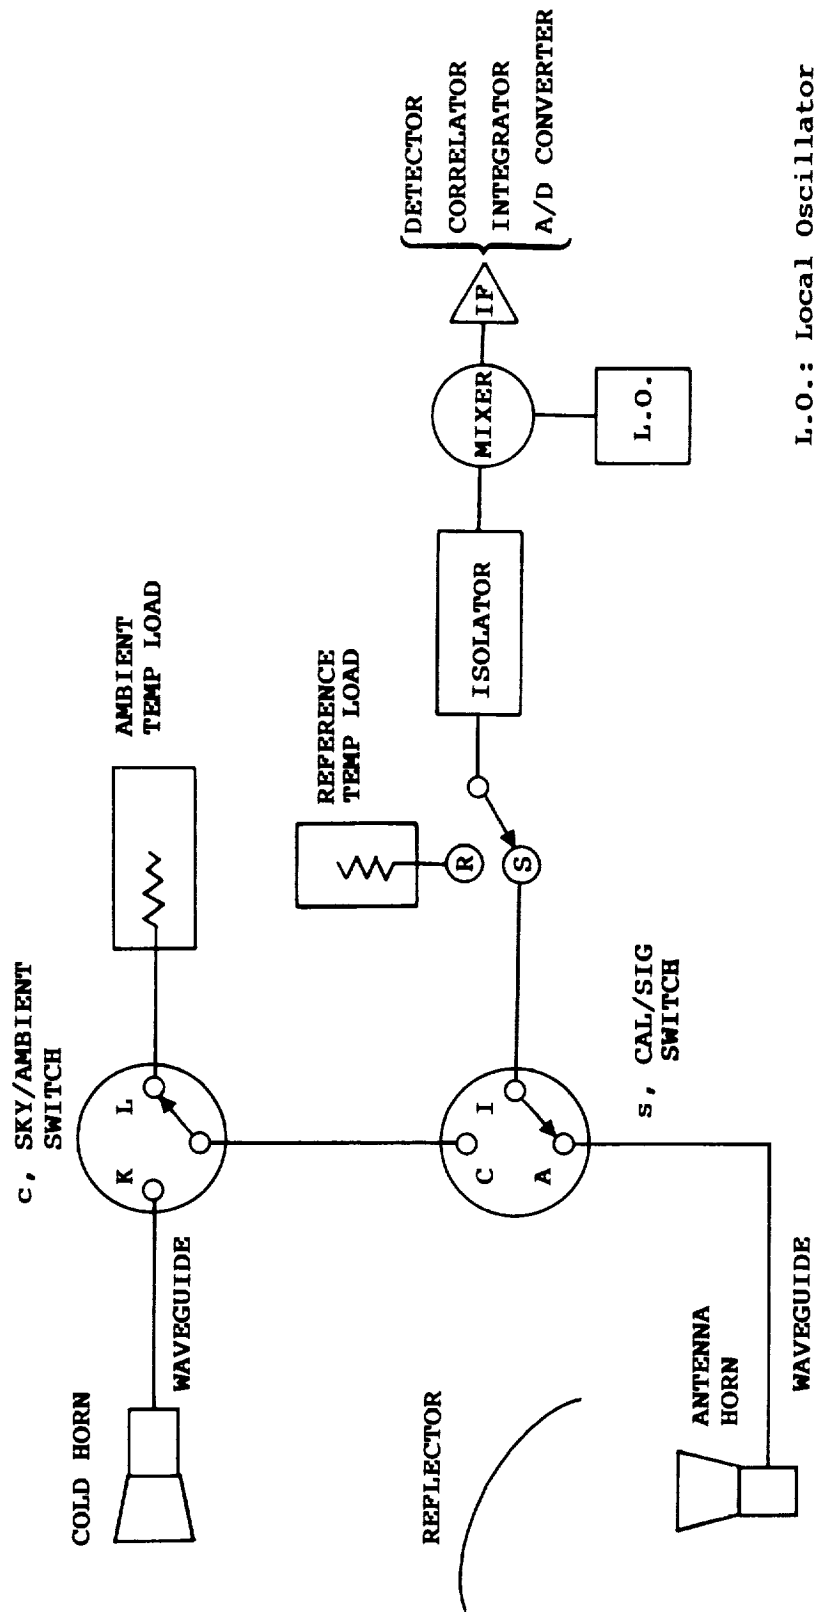 c, SKY/AMBIENT
SWITCH
COLD HORN
WAVEGUIDE
K
L
AMBIENT
TEMP LOAD
REFERENCE
TEMP LOAD
REFLECTOR
C
I
A
R
S
ISOLATOR
MIXER
IF
DETECTOR
CORRELATOR
INTEGRATOR
A/D CONVERTER
L.O.
s, CAL/SIG
SWITCH
ANTENNA
HORN
WAVEGUIDE
L.O.: Local Oscillator